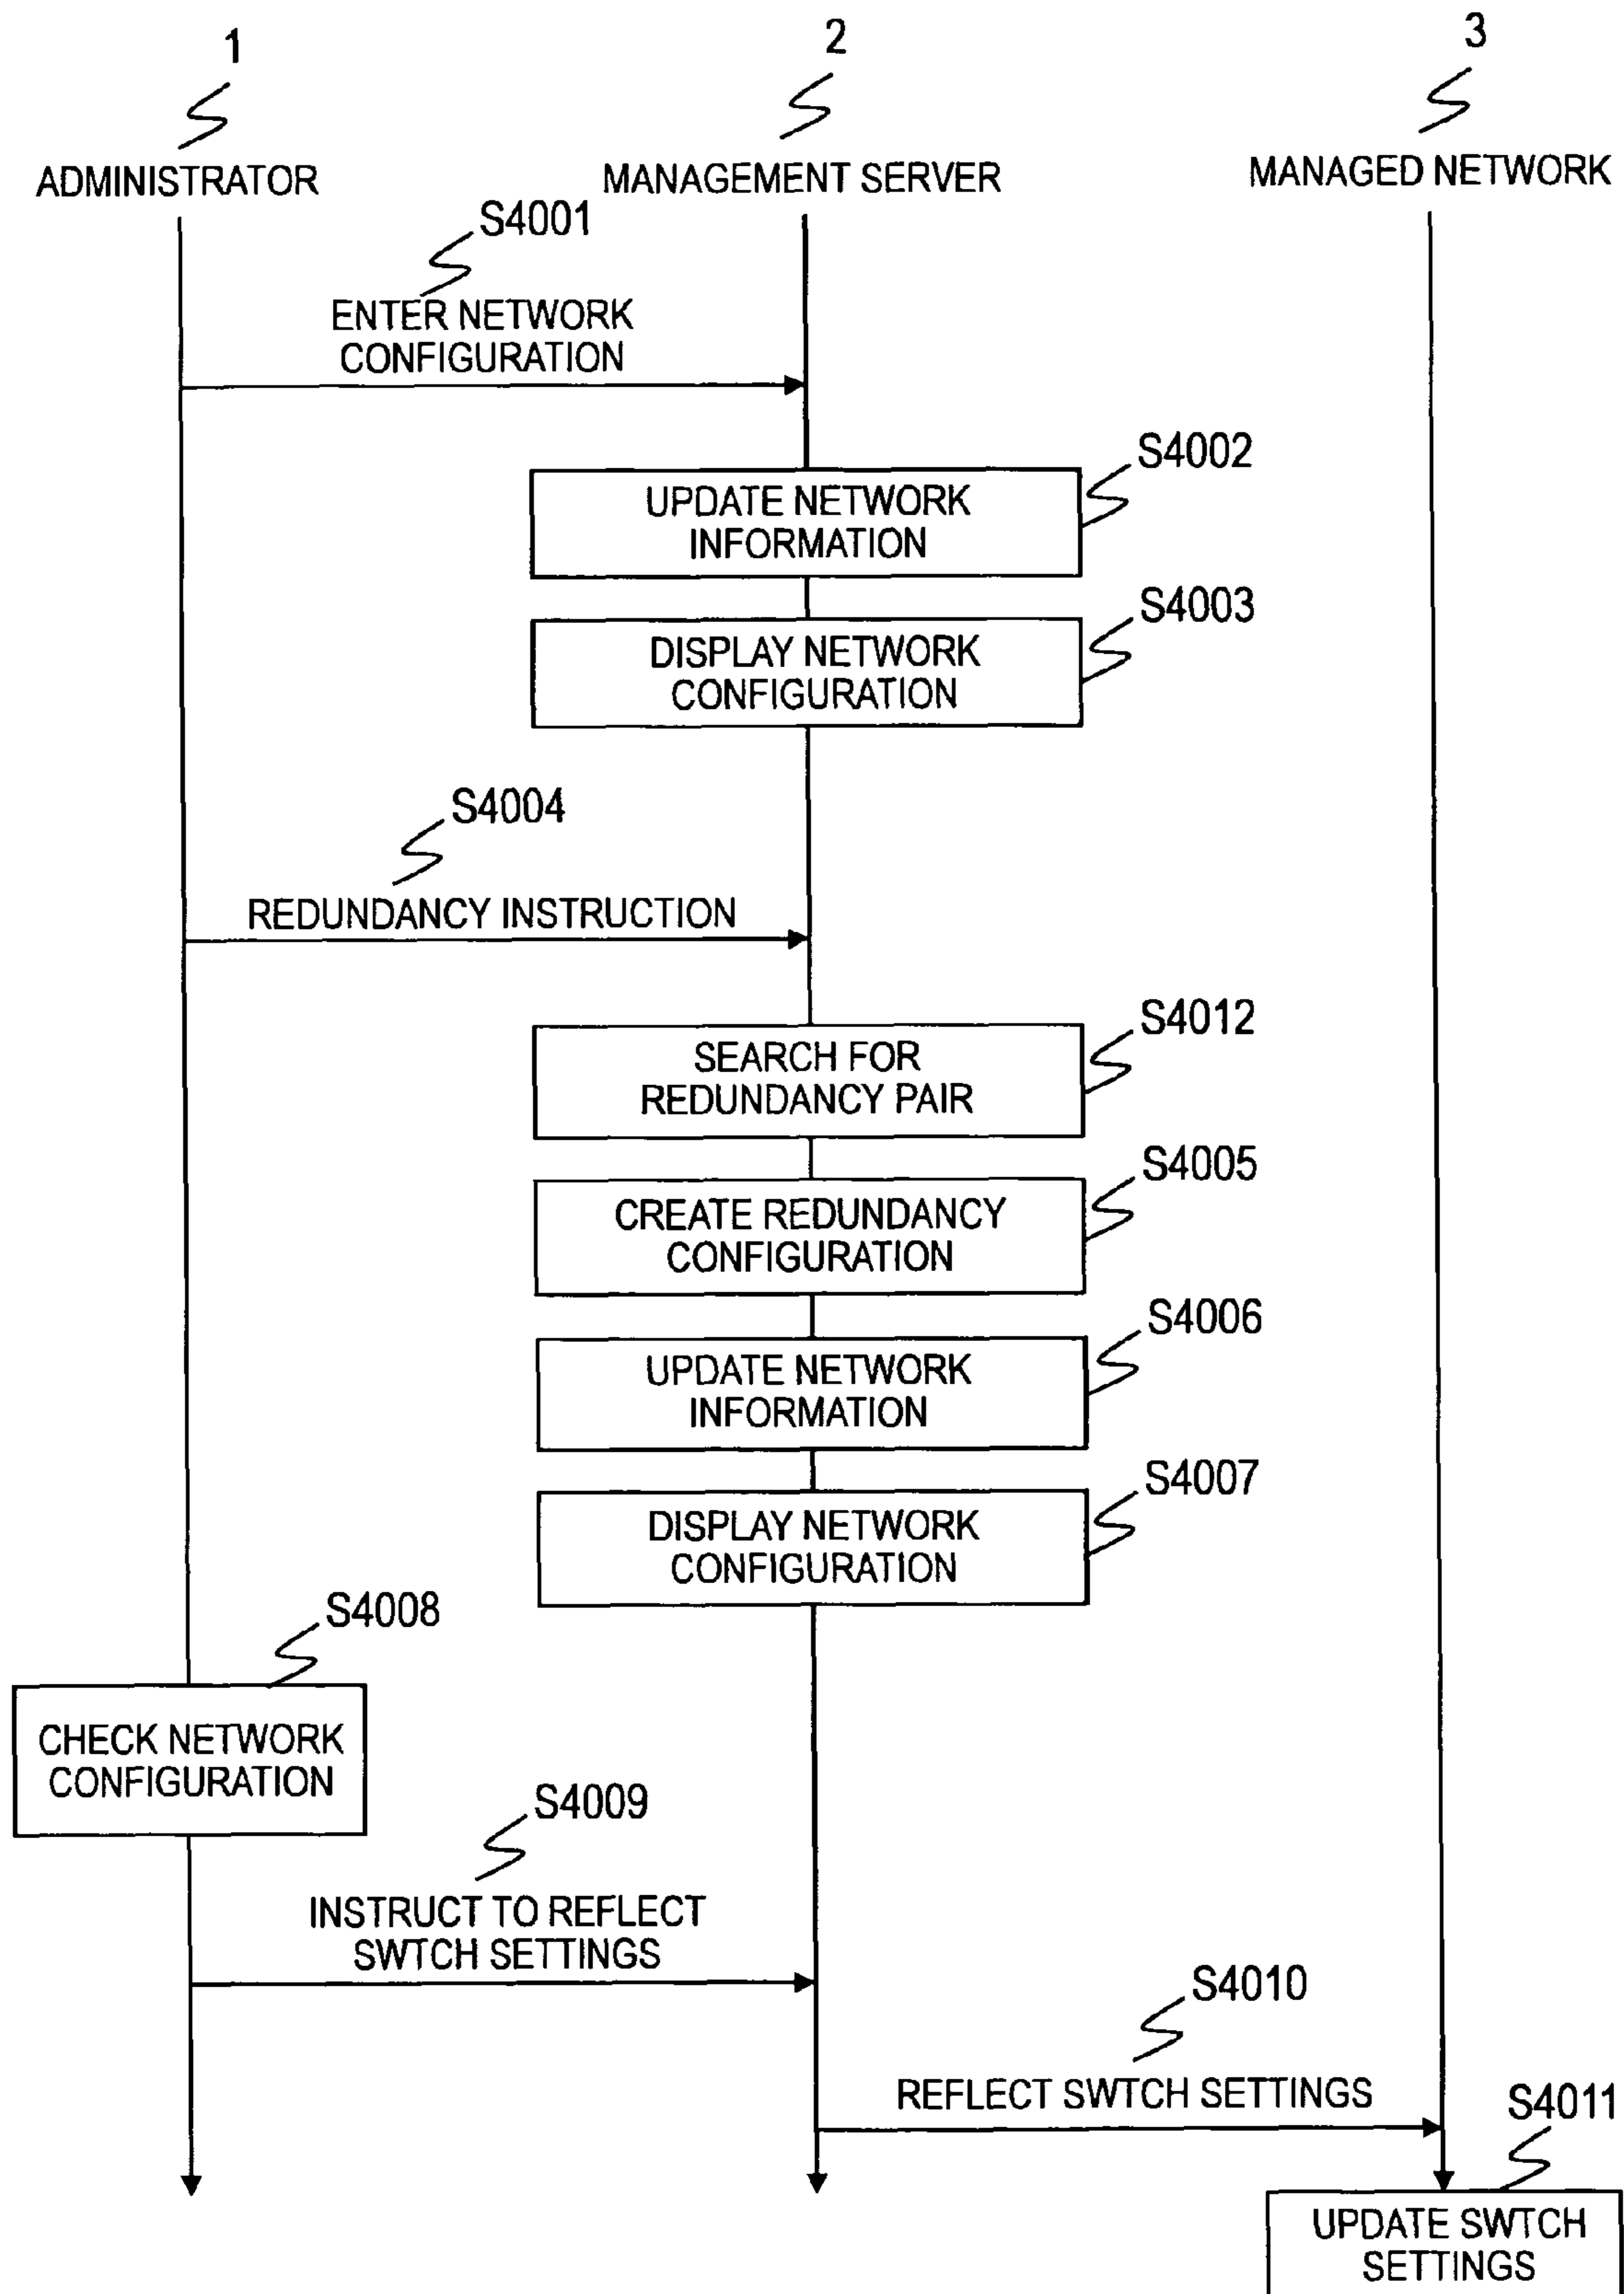 1
2
3
ADMINISTRATOR
MANAGEMENT SERVER
MANAGED NETWORK
S4001
ENTER NETWORK
CONFIGURATION
S4002
UPDATE NETWORK
INFORMATION
S4003
DISPLAY NETWORK
CONFIGURATION
S4004
REDUNDANCY INSTRUCTION
S4012
SEARCH FOR
REDUNDANCY PAIR
S4005
CREATE REDUNDANCY
CONFIGURATION
S4006
UPDATE NETWORK
INFORMATION
S4007
DISPLAY NETWORK
CONFIGURATION
S4008
CHECK NETWORK
CONFIGURATION
S4009
INSTRUCT TO REFLECT
SWTCH SETTINGS
S4010
REFLECT SWTCH SETTINGS
S4011
UPDATE SWTCH
SETTINGS